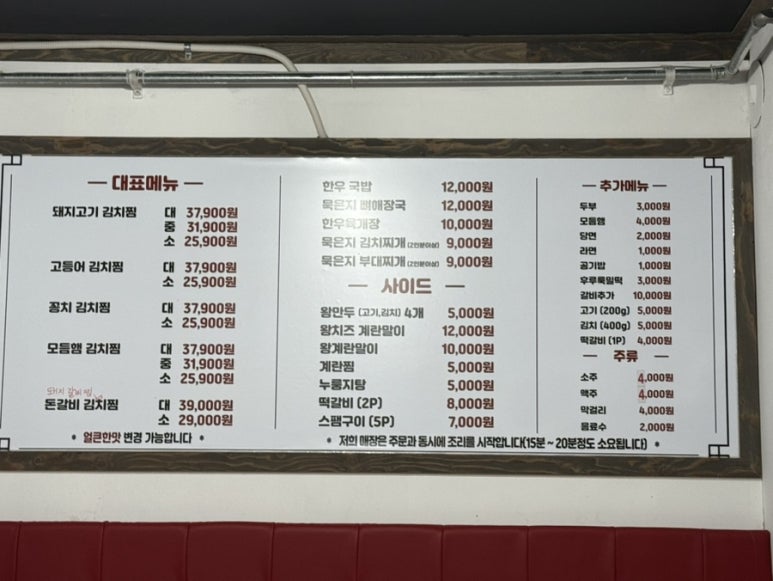 대표메뉴
돼지고기 김치찜 대 37,900원
중 31,900원
소 25,900원
고등어 김치찜 대 37,900원
소 25,900원
꽁치 김치찜 대 37,900원
소 25,900원
모듬햄 김치찜 대 37,900원
중 31,900원
소 25,900원
돼지 갈비 찜
돈갈비 김치찜 대 39,000원
소 29,000원
* 얼큰한맛 변경 가능합니다 *
한우 국밥 12,000원
묵은지 뼈해장국 12,000원
한우육개장 10,000원
묵은지 김치찌개 (2인분이상) 9,000원
묵은지 부대찌개 (2인분이상) 9,000원
사이드
왕만두 (고기,김치) 4개 5,000원
왕치즈 계란말이 12,000원
왕계란말이 10,000원
계란찜 5,000원
누룽지탕 5,000원
떡갈비 (2P) 8,000원
스팸구이 (5P) 7,000원
* 저희 매장은 주문과 동시에 조리를 시작합니다(15분 ~ 20분정도 소요됩니다) *
추가메뉴
두부 3,000원
모듬햄 4,000원
당면 2,000원
라면 1,000원
공기밥 1,000원
후루룩밀떡 3,000원
갈비추가 10,000원
고기 (200g) 5,000원
김치 (400g) 5,000원
떡갈비 (1P) 4,000원
주류
소주 4,000원
맥주 4,000원
막걸리 4,000원
음료수 2,000원